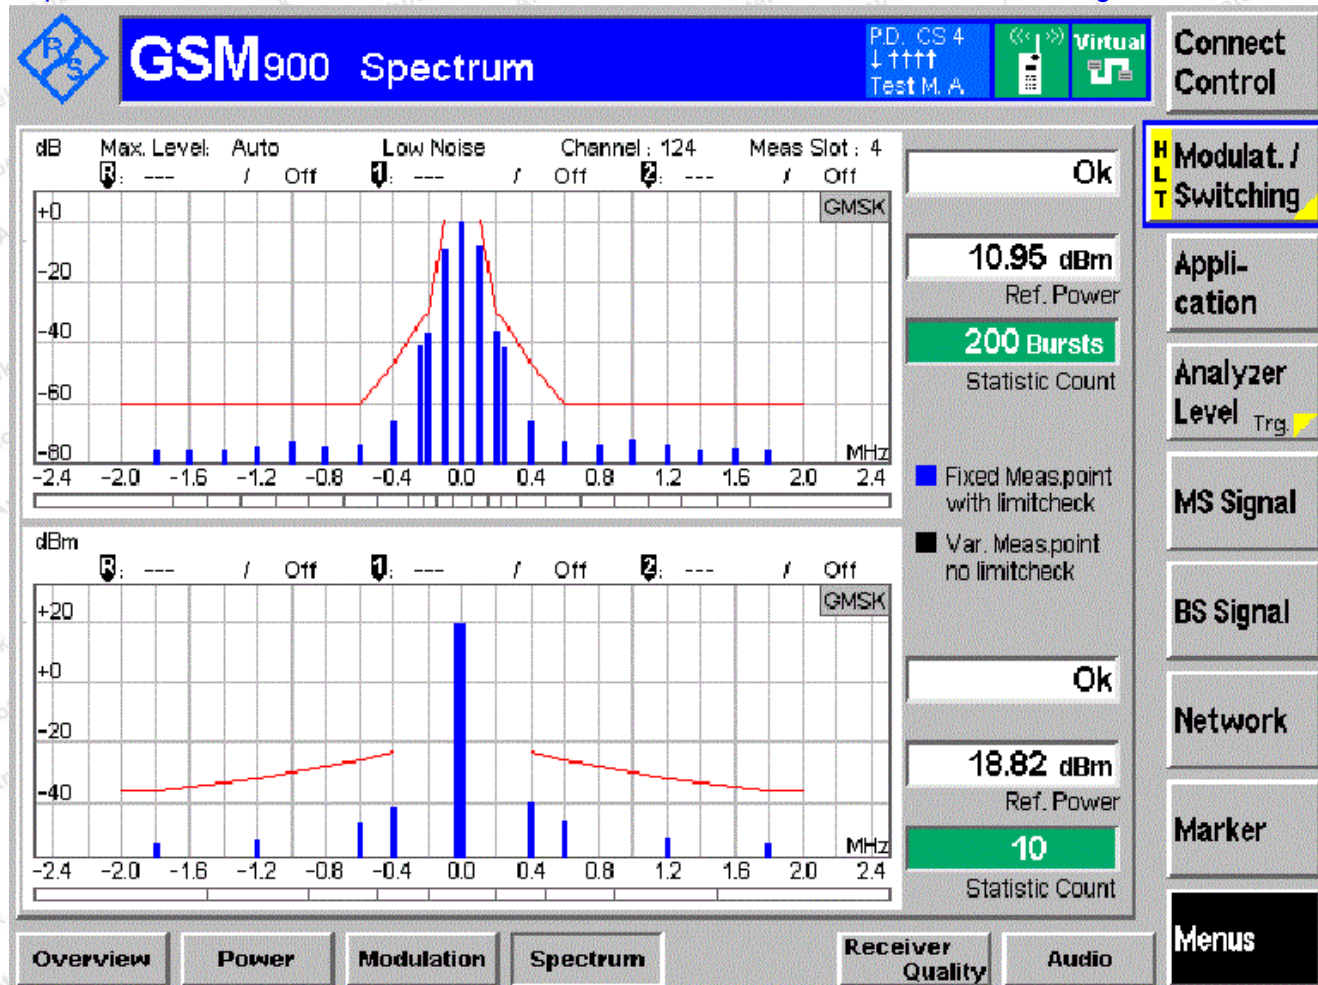 R/S
GSM900 Spectrum
P.D. CS 4
↓ ↑↑↑↑
Test M. A.
Virtual
Connect
Control
dB Max. Level: Auto Low Noise Channel : 124 Meas Slot : 4
R: --- / Off 1: --- / Off 2: --- / Off
GMSK
+0
-20
-40
-60
-80
MHz
-2.4 -2.0 -1.6 -1.2 -0.8 -0.4 0.0 0.4 0.8 1.2 1.6 2.0 2.4
Ok
10.95 dBm
Ref. Power
200 Bursts
Statistic Count
Fixed Meas.point
with limitcheck
Var. Meas.point
no limitcheck
dBm
R: --- / Off 1: --- / Off 2: --- / Off
GMSK
+20
+0
-20
-40
MHz
-2.4 -2.0 -1.6 -1.2 -0.8 -0.4 0.0 0.4 0.8 1.2 1.6 2.0 2.4
Ok
18.82 dBm
Ref. Power
10
Statistic Count
HLT
Modulat. /
Switching
Appli-
cation
Analyzer
Level Trg.
MS Signal
BS Signal
Network
Marker
Menus
Overview
Power
Modulation
Spectrum
Receiver
Quality
Audio